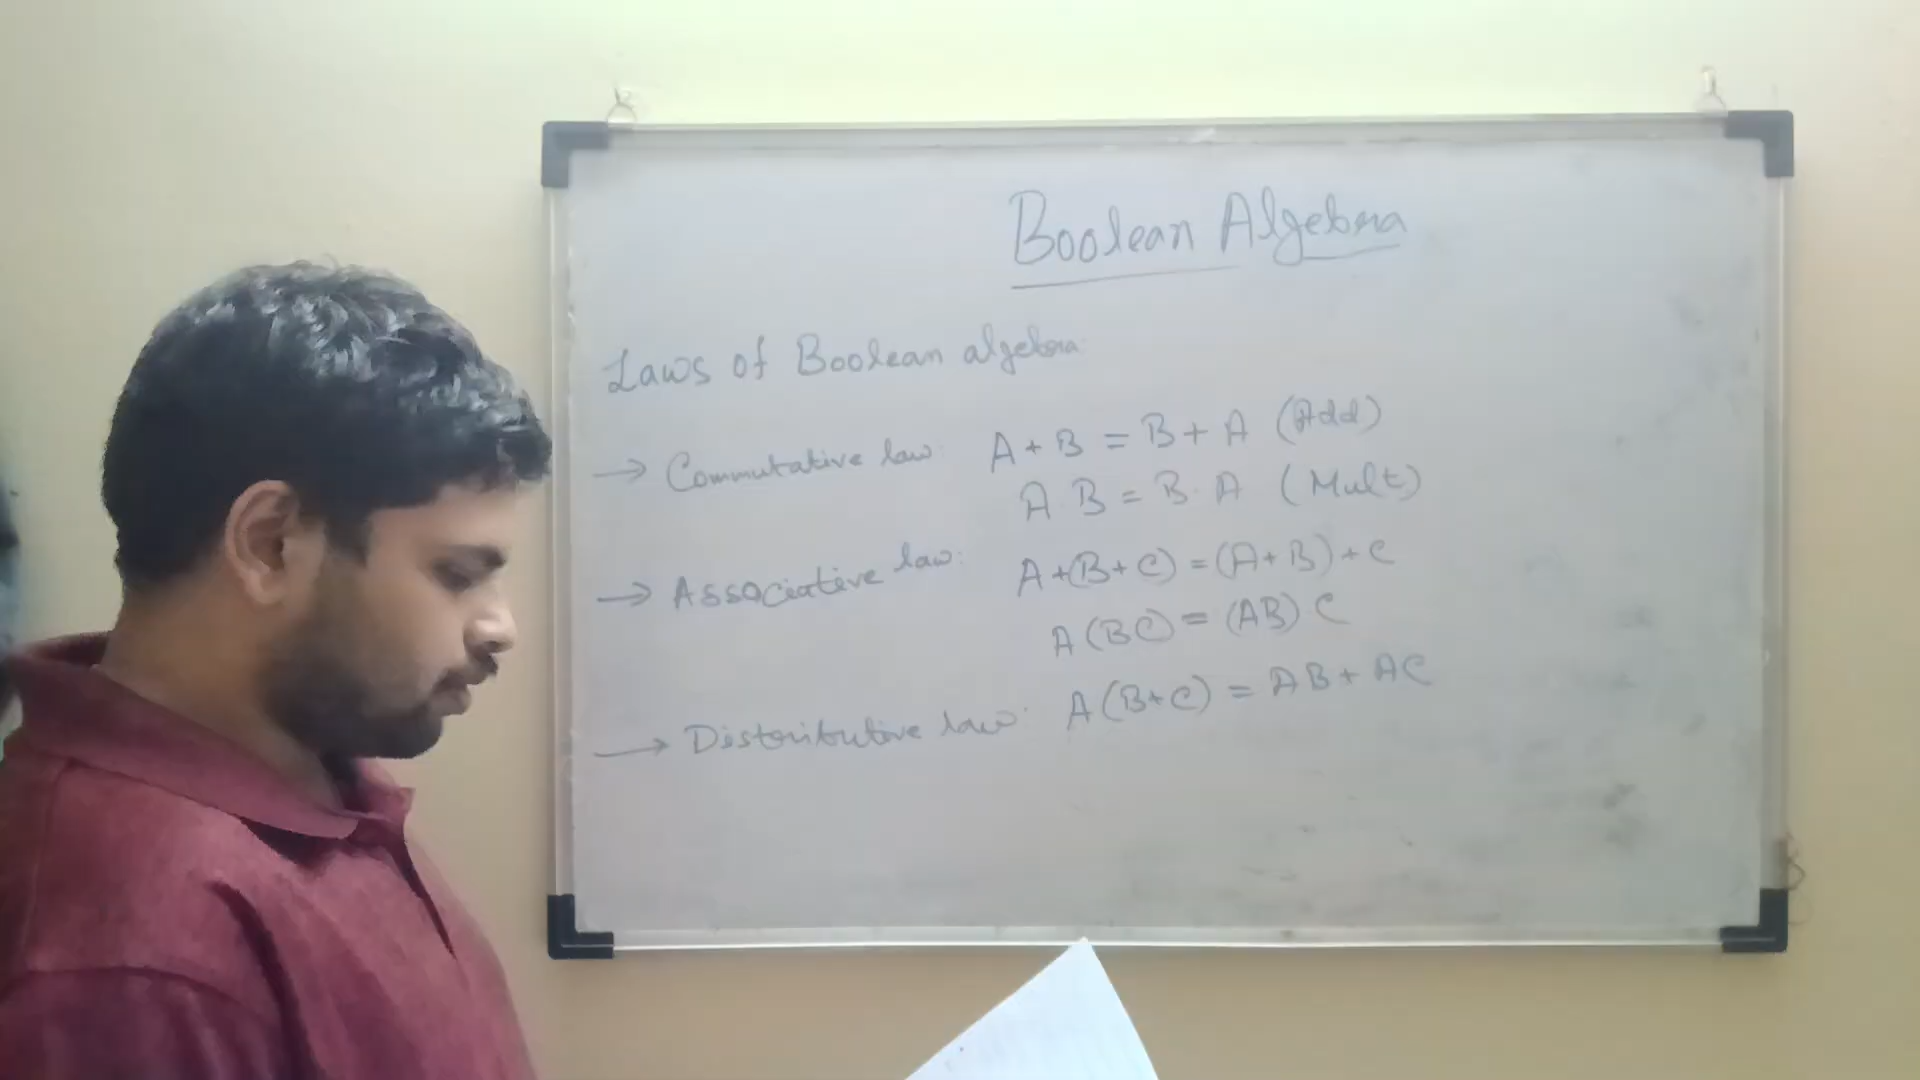 Boolean Algebra
Laws of Boolean algebra:
→ Commutative law: A + B = B + A (Add)
A · B = B · A (Mult)
→ Associative law: A+(B+C) = (A+B)+C
A(BC) = (AB)C
→ Distributive law: A(B+C) = AB + AC